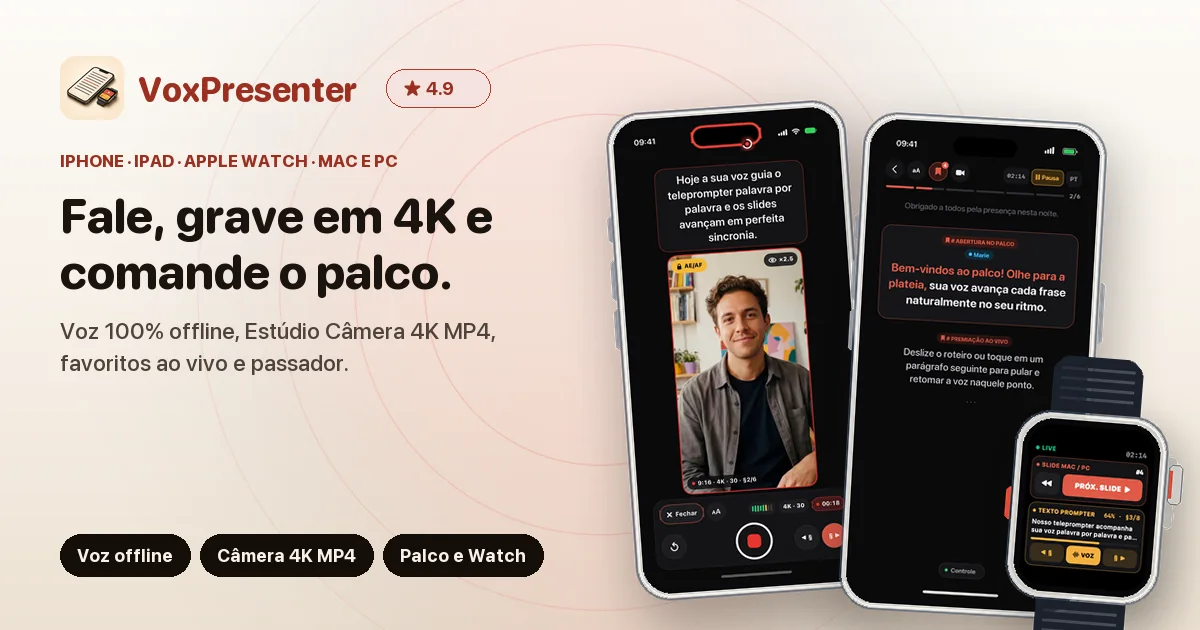 VoxPresenter
★ 4.9
IPHONE · IPAD · APPLE WATCH · MAC E PC
Fale, grave em 4K e
comande o palco.
Voz 100% offline, Estúdio Câmera 4K MP4,
favoritos ao vivo e passador.
Voz offline
Câmera 4K MP4
Palco e Watch
09:41
Hoje a sua voz guia o
teleprompter palavra por
palavra e os slides
avançam em perfeita
sincronia.
AE/AF
×2.5
9:16 · 4K · 30 · §2/6
Fechar
AA
4K · 30
00:18
◀ §
§ ▶
09:41
aA
4
02:14
Pausa
PT
2/6
Obrigado a todos pela presença nesta noite.
# ABERTURA NO PALCO
Marie
Bem-vindos ao palco! Olhe para a
plateia, sua voz avança cada frase
naturalmente no seu ritmo.
# PREMIAÇÃO AO VIVO
Deslize o roteiro ou toque em um
parágrafo seguinte para pular e
retomar a voz naquele ponto.
...
Controle
LIVE
02:14
SLIDE MAC / PC
#4
PRÓX. SLIDE ▶
TEXTO PROMPTER
64% · §3/8
Nosso teleprompter acompanha
sua voz palavra por palavra e pa...
◀ §
VOZ
§ ▶